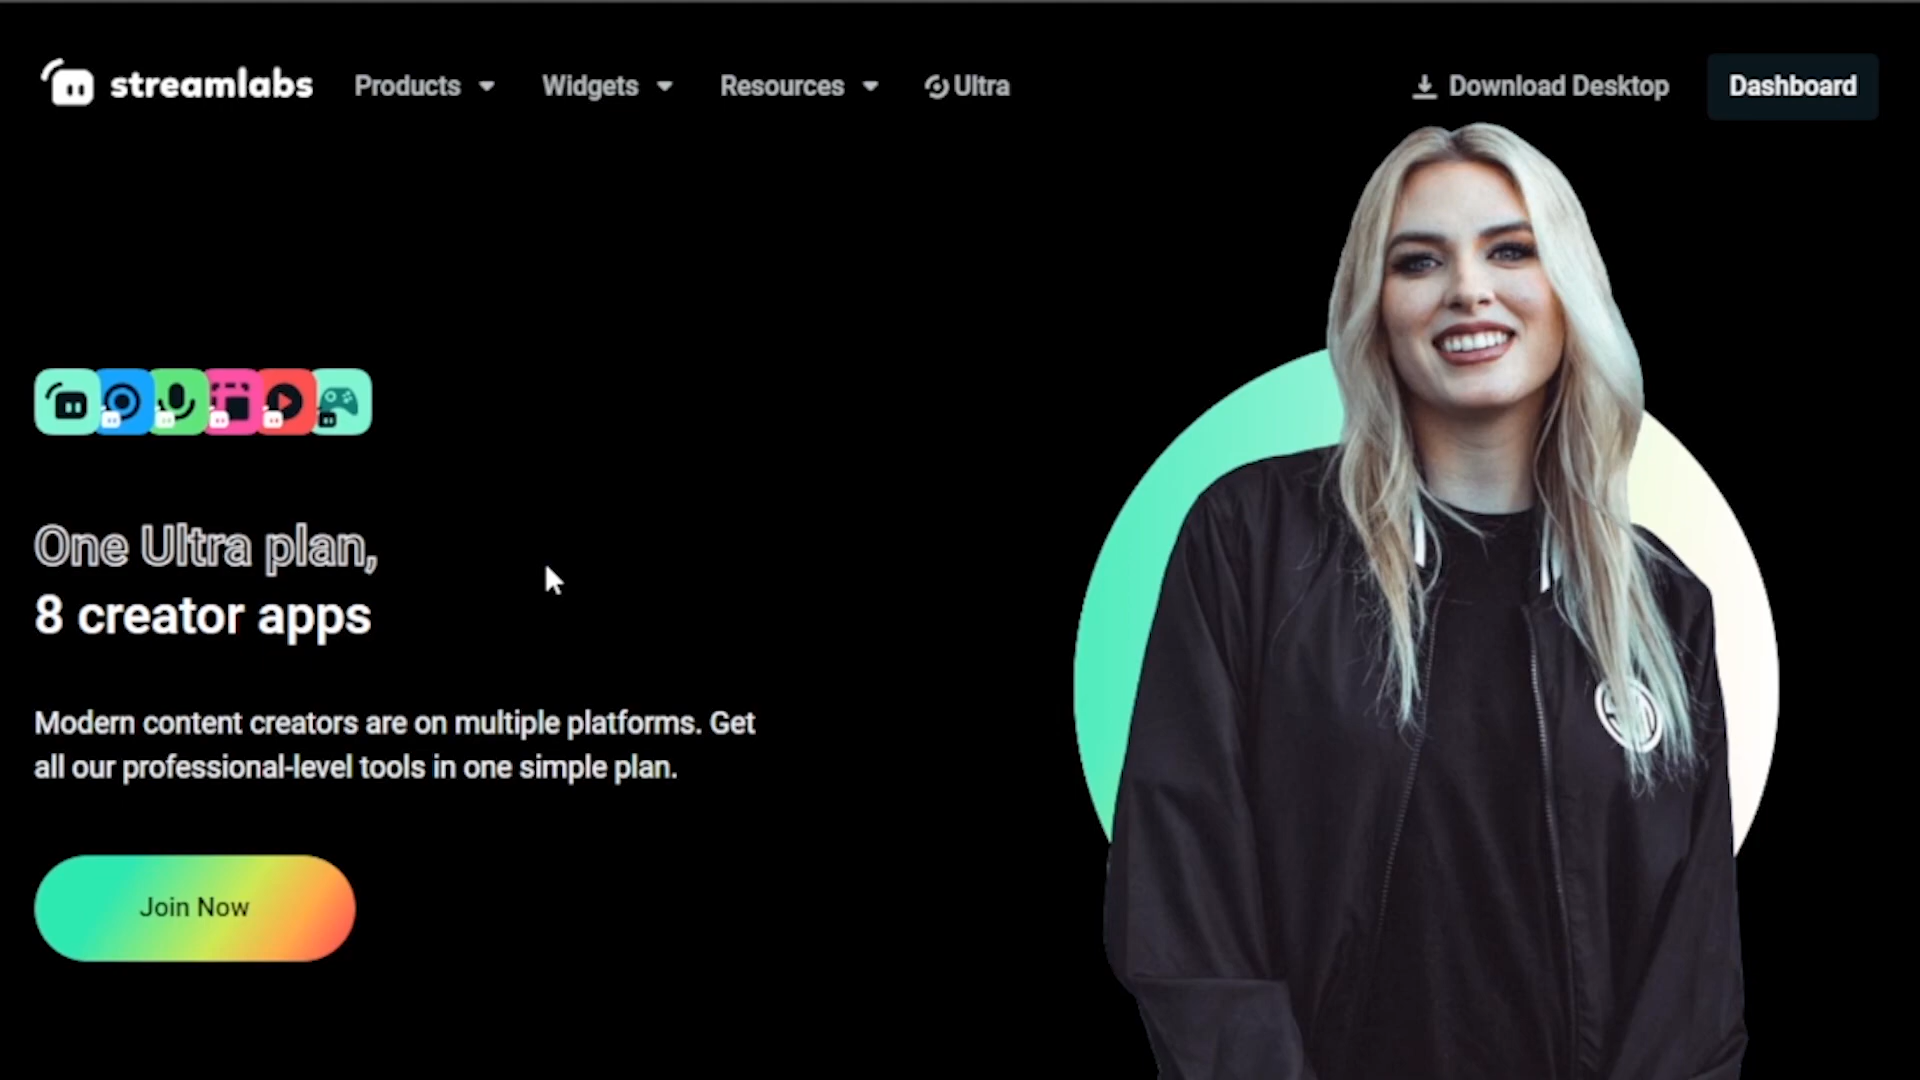 streamlabs Products Widgets Resources Ultra Download Desktop Dashboard
One Ultra plan,
8 creator apps
Modern content creators are on multiple platforms. Get
all our professional-level tools in one simple plan.
Join Now